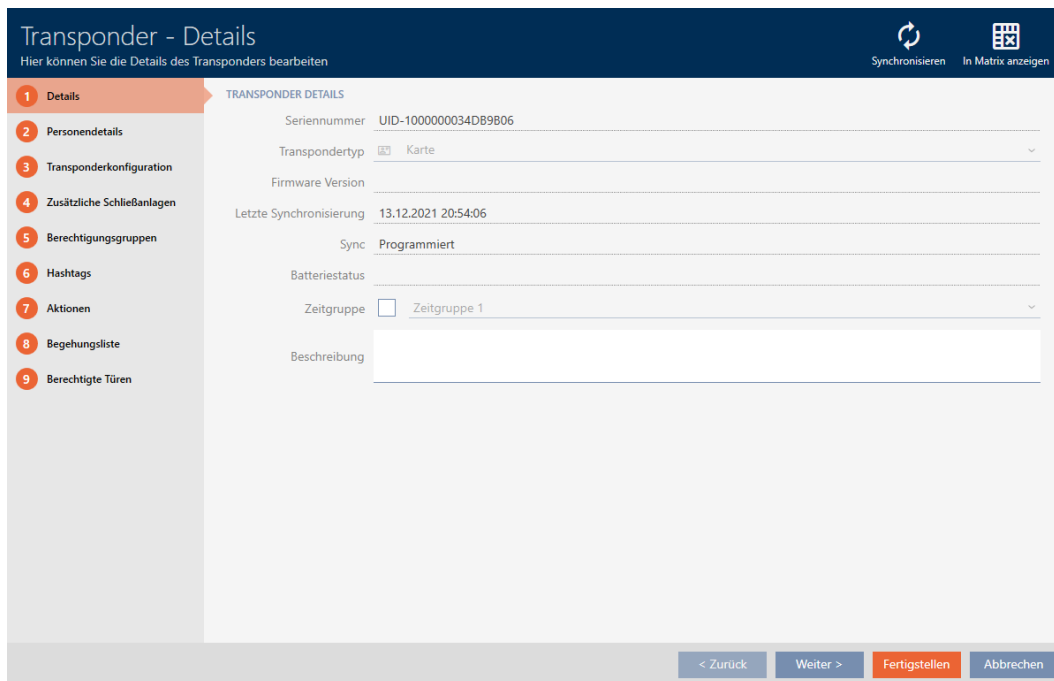 Transponder - Details
Hier können Sie die Details des Transponders bearbeiten
Synchronisieren
In Matrix anzeigen
1 Details
2 Personendetails
3 Transponderkonfiguration
4 Zusätzliche Schließanlagen
5 Berechtigungsgruppen
6 Hashtags
7 Aktionen
8 Begehungsliste
9 Berechtigte Türen
TRANSPONDER DETAILS
Seriennummer UID-1000000034DB9B06
Transpondertyp Karte
Firmware Version
Letzte Synchronisierung 13.12.2021 20:54:06
Sync Programmiert
Batteriestatus
Zeitgruppe Zeitgruppe 1
Beschreibung
< Zurück Weiter > Fertigstellen Abbrechen